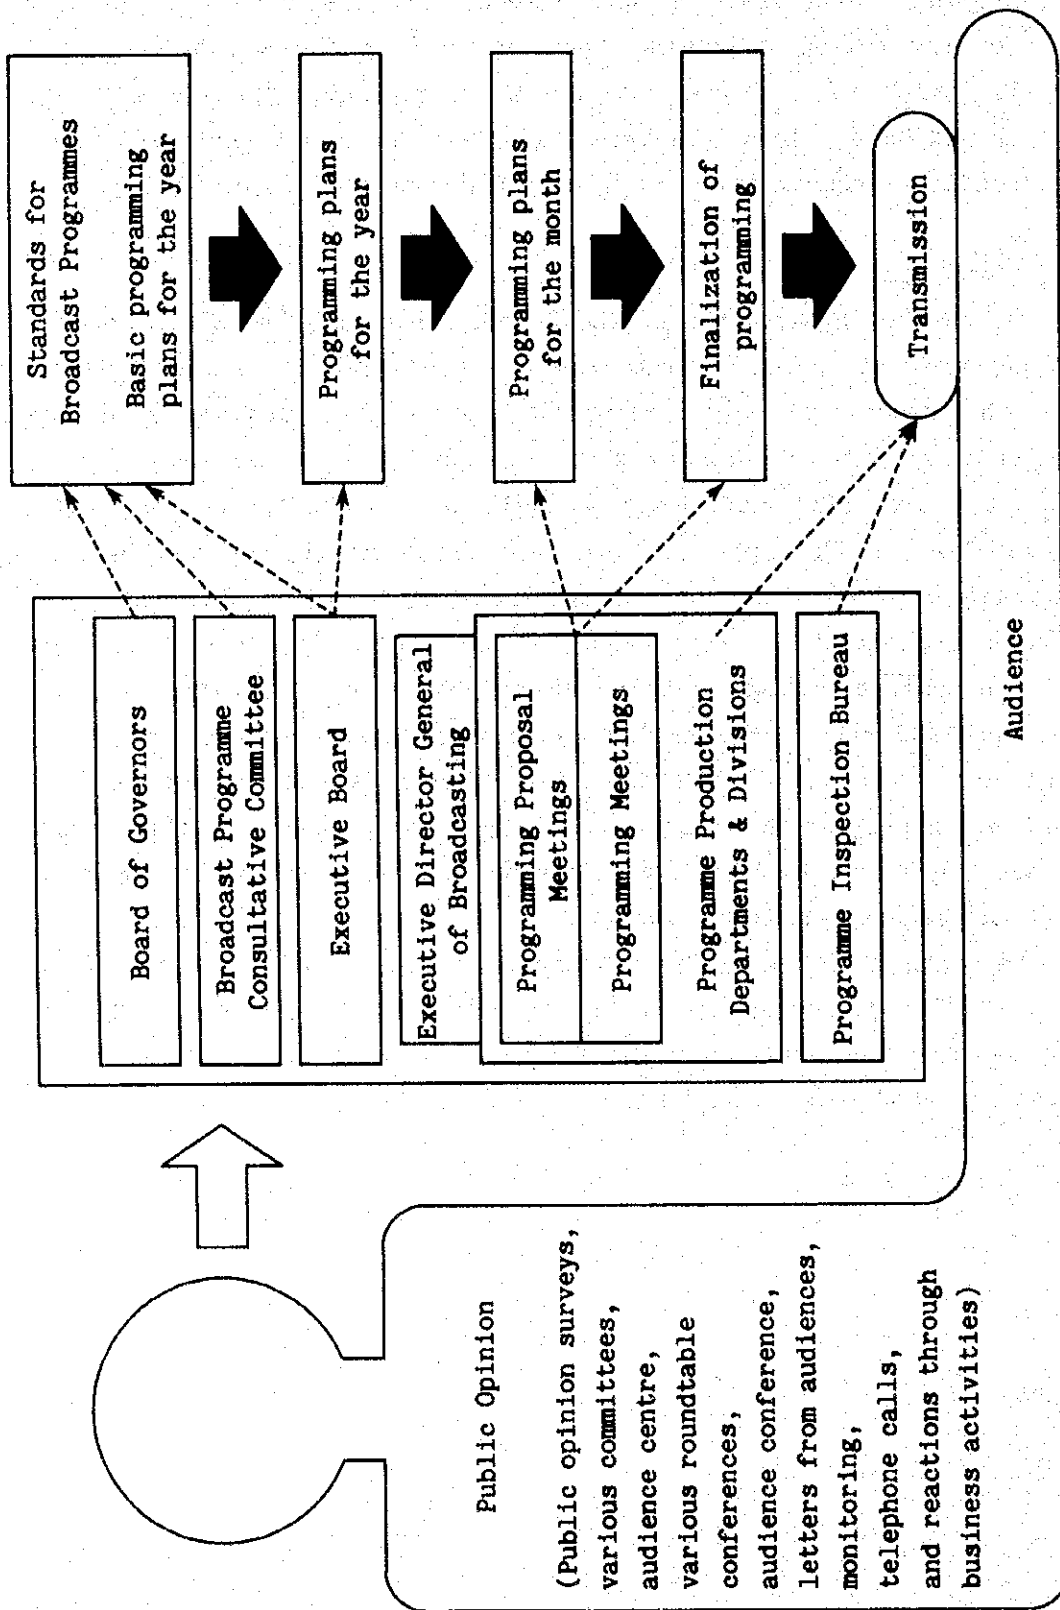 Public Opinion
(Public opinion surveys,
various committees,
audience centre,
various roundtable
conferences,
audience conference,
letters from audiences,
monitoring,
telephone calls,
and reactions through
business activities)
Board of Governors
Broadcast Programme
Consultative Committee
Executive Board
Executive Director General
of Broadcasting
Programming Proposal
Meetings
Programming Meetings
Programme Production
Departments & Divisions
Programme Inspection Bureau
Standards for
Broadcast Programmes
Basic programming
plans for the year
Programming plans
for the year
Programming plans
for the month
Finalization of
programming
Transmission
Audience